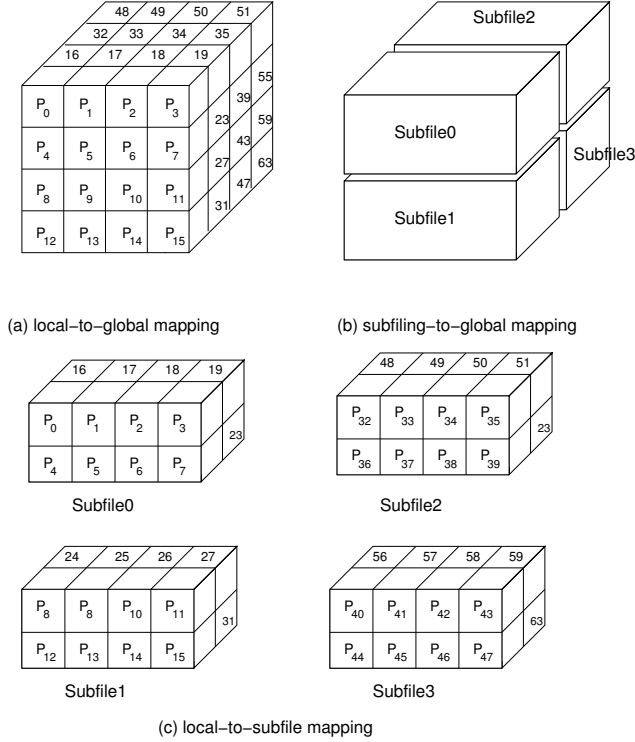 48 49 50 51
32 33 34 35
16 17 18 19
P0 P1 P2 P3
P4 P5 P6 P7
P8 P9 P10 P11
P12 P13 P14 P15
23 39 55
27 43 59
31 47 63
(a) local−to−global mapping
Subfile2
Subfile0
Subfile3
Subfile1
(b) subfiling−to−global mapping
16 17 18 19
P0 P1 P2 P3
P4 P5 P6 P7
23
Subfile0
48 49 50 51
P32 P33 P34 P35
P36 P37 P38 P39
23
Subfile2
24 25 26 27
P8 P8 P10 P11
P12 P13 P14 P15
31
Subfile1
56 57 58 59
P40 P41 P42 P43
P44 P45 P46 P47
63
Subfile3
(c) local−to−subfile mapping